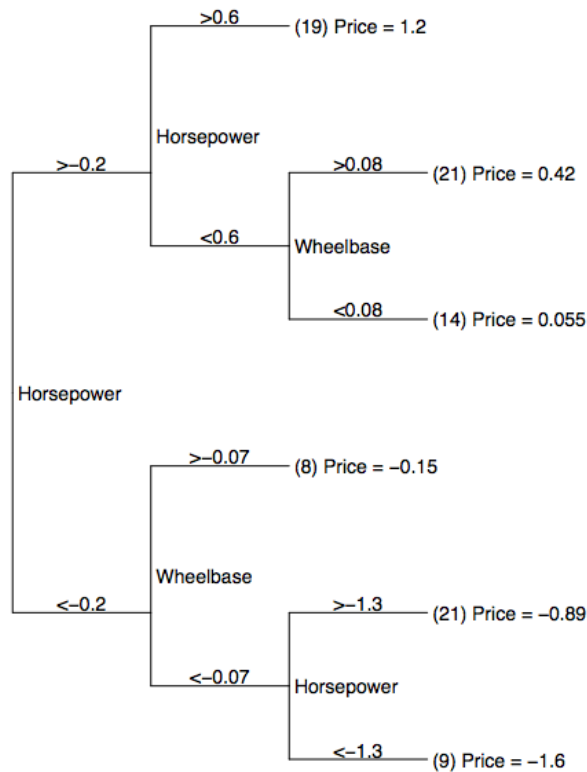 >0.6
(19) Price = 1.2
Horsepower
>−0.2
>0.08
(21) Price = 0.42
<0.6
Wheelbase
<0.08
(14) Price = 0.055
Horsepower
>−0.07
(8) Price = −0.15
Wheelbase
<−0.2
>−1.3
(21) Price = −0.89
<−0.07
Horsepower
<−1.3
(9) Price = −1.6